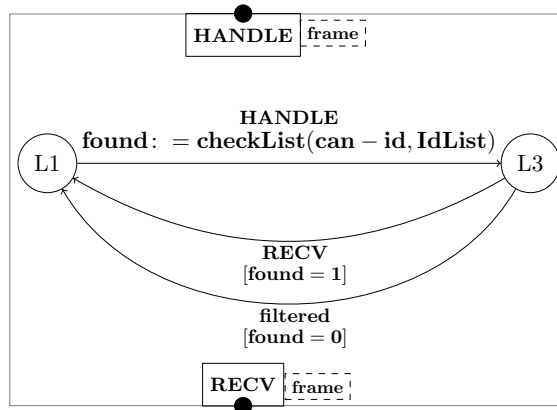 HANDLE frame
HANDLE
found: = checkList(can − id, IdList)
L1 L3
RECV
[found = 1]
filtered
[found = 0]
RECV frame